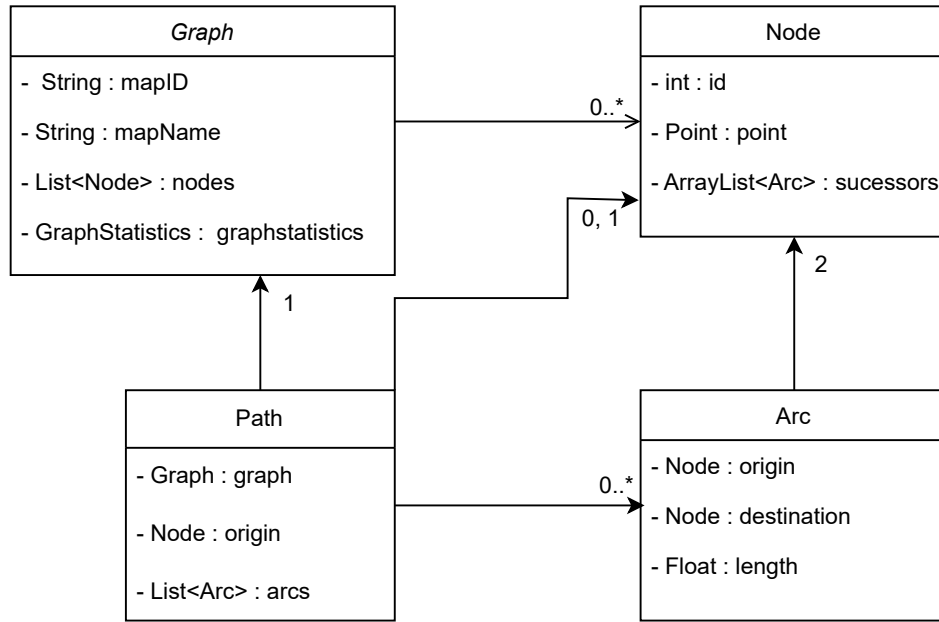 Graph
- String : mapID
- String : mapName
- List<Node> : nodes
- GraphStatistics : graphstatistics
0..*
Node
- int : id
- Point : point
- ArrayList<Arc> : sucessors
0, 1
1
2
Path
- Graph : graph
- Node : origin
- List<Arc> : arcs
0..*
Arc
- Node : origin
- Node : destination
- Float : length